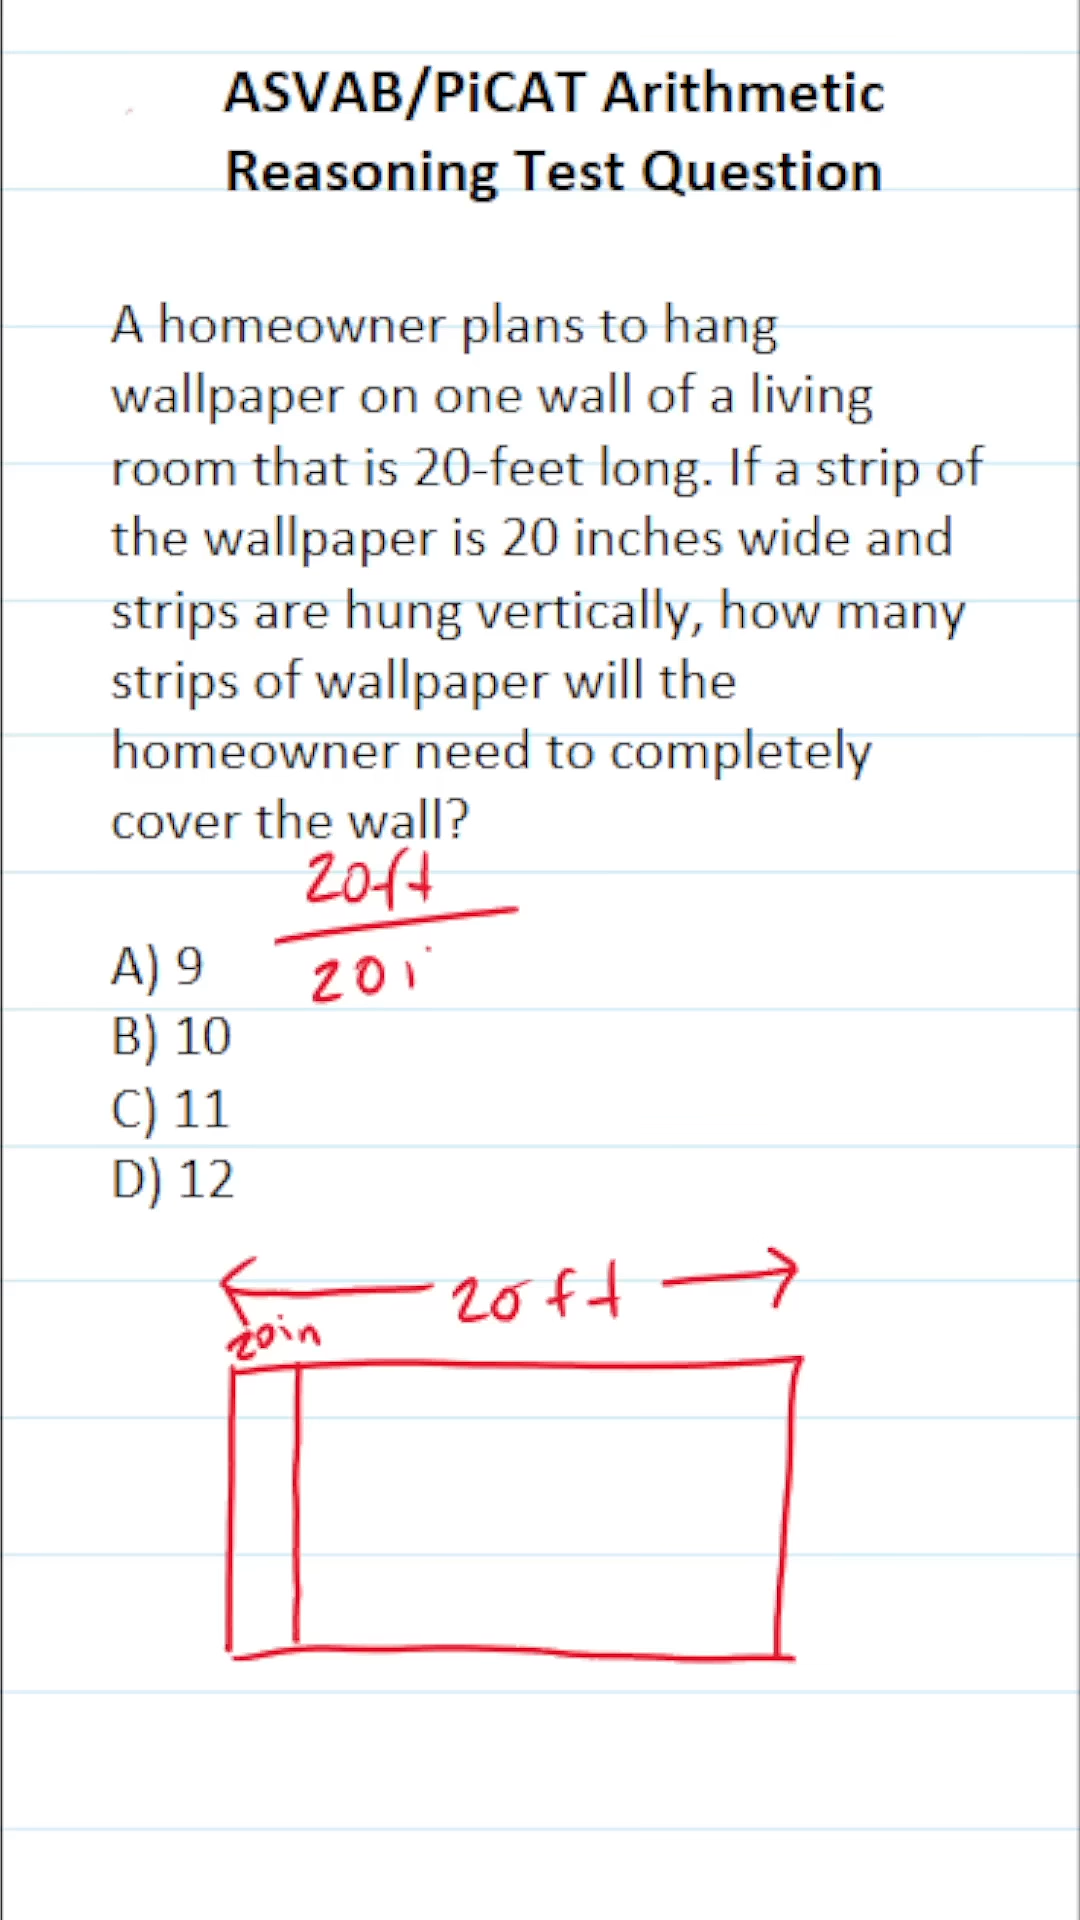 ASVAB/PiCAT Arithmetic
Reasoning Test Question
A homeowner plans to hang
wallpaper on one wall of a living
room that is 20-feet long. If a strip of
the wallpaper is 20 inches wide and
strips are hung vertically, how many
strips of wallpaper will the
homeowner need to completely
cover the wall?
20ft
20i
A) 9
B) 10
C) 11
D) 12
20ft
20in